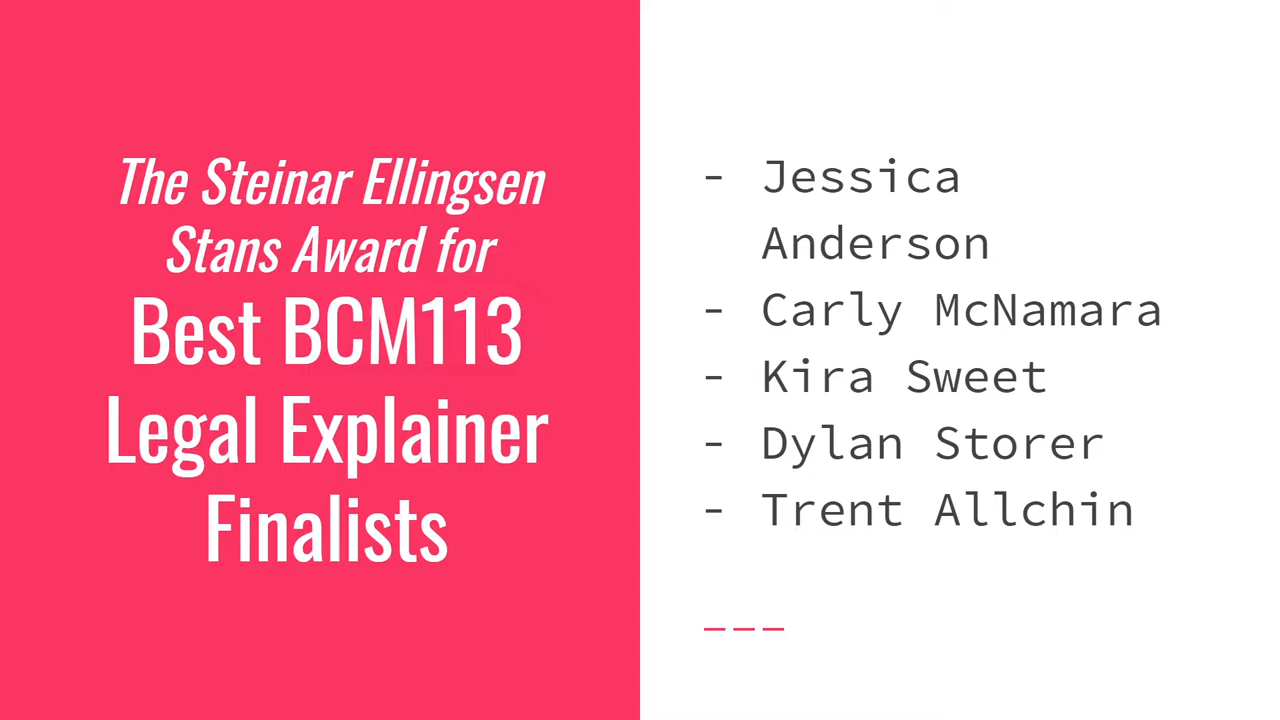 The Steinar Ellingsen
Stans Award for
Best BCM113
Legal Explainer
Finalists
- Jessica
Anderson
- Carly McNamara
- Kira Sweet
- Dylan Storer
- Trent Allchin